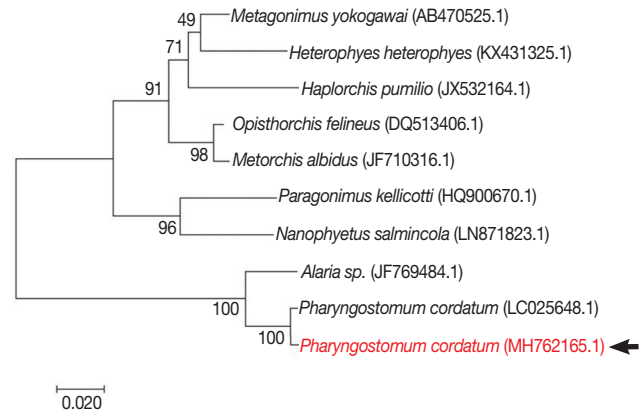 49
Metagonimus yokogawai (AB470525.1)
71
Heterophyes heterophyes (KX431325.1)
91
Haplorchis pumilio (JX532164.1)
Opisthorchis felineus (DQ513406.1)
98
Metorchis albidus (JF710316.1)
Paragonimus kellicotti (HQ900670.1)
96
Nanophyetus salmincola (LN871823.1)
Alaria sp. (JF769484.1)
100
Pharyngostomum cordatum (LC025648.1)
100
Pharyngostomum cordatum (MH762165.1)
0.020